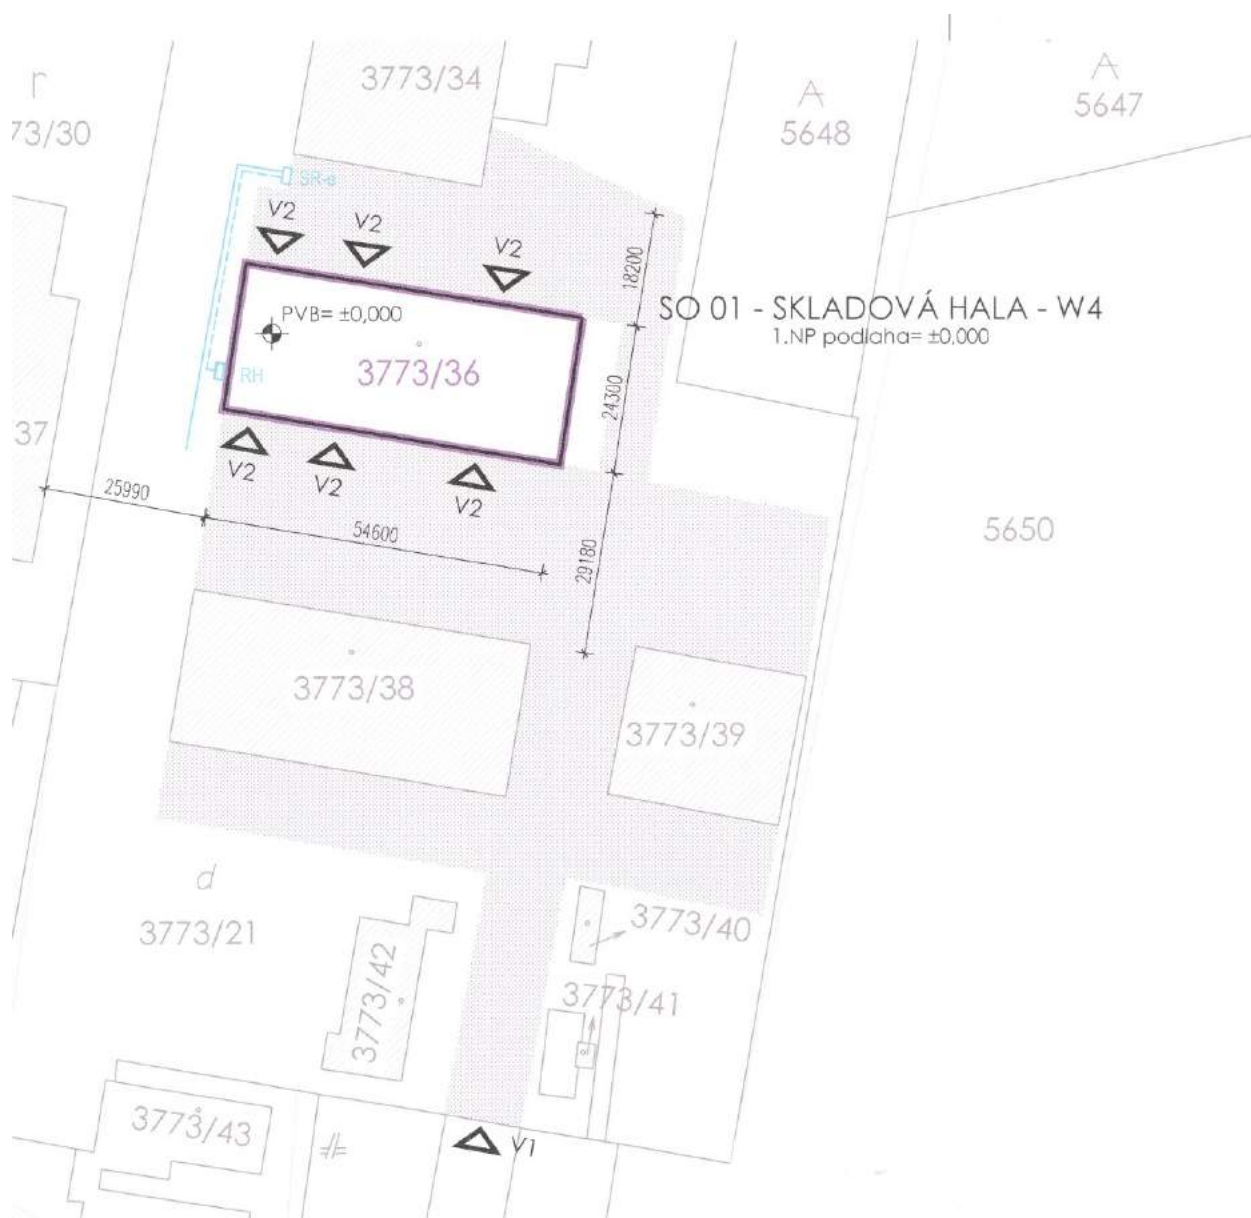 3773/34
A
5647
A
5648
r
73/30
SR-e
V2
V2
V2
18200
SO 01 - SKLADOVÁ HALA - W4
1.NP podlaha= ±0,000
PVB= ±0,000
RH
3773/36
24300
37
V2
V2
V2
25990
54600
29180
5650
3773/38
3773/39
d
3773/21
3773/40
3773/42
3773/41
3773/43
V1